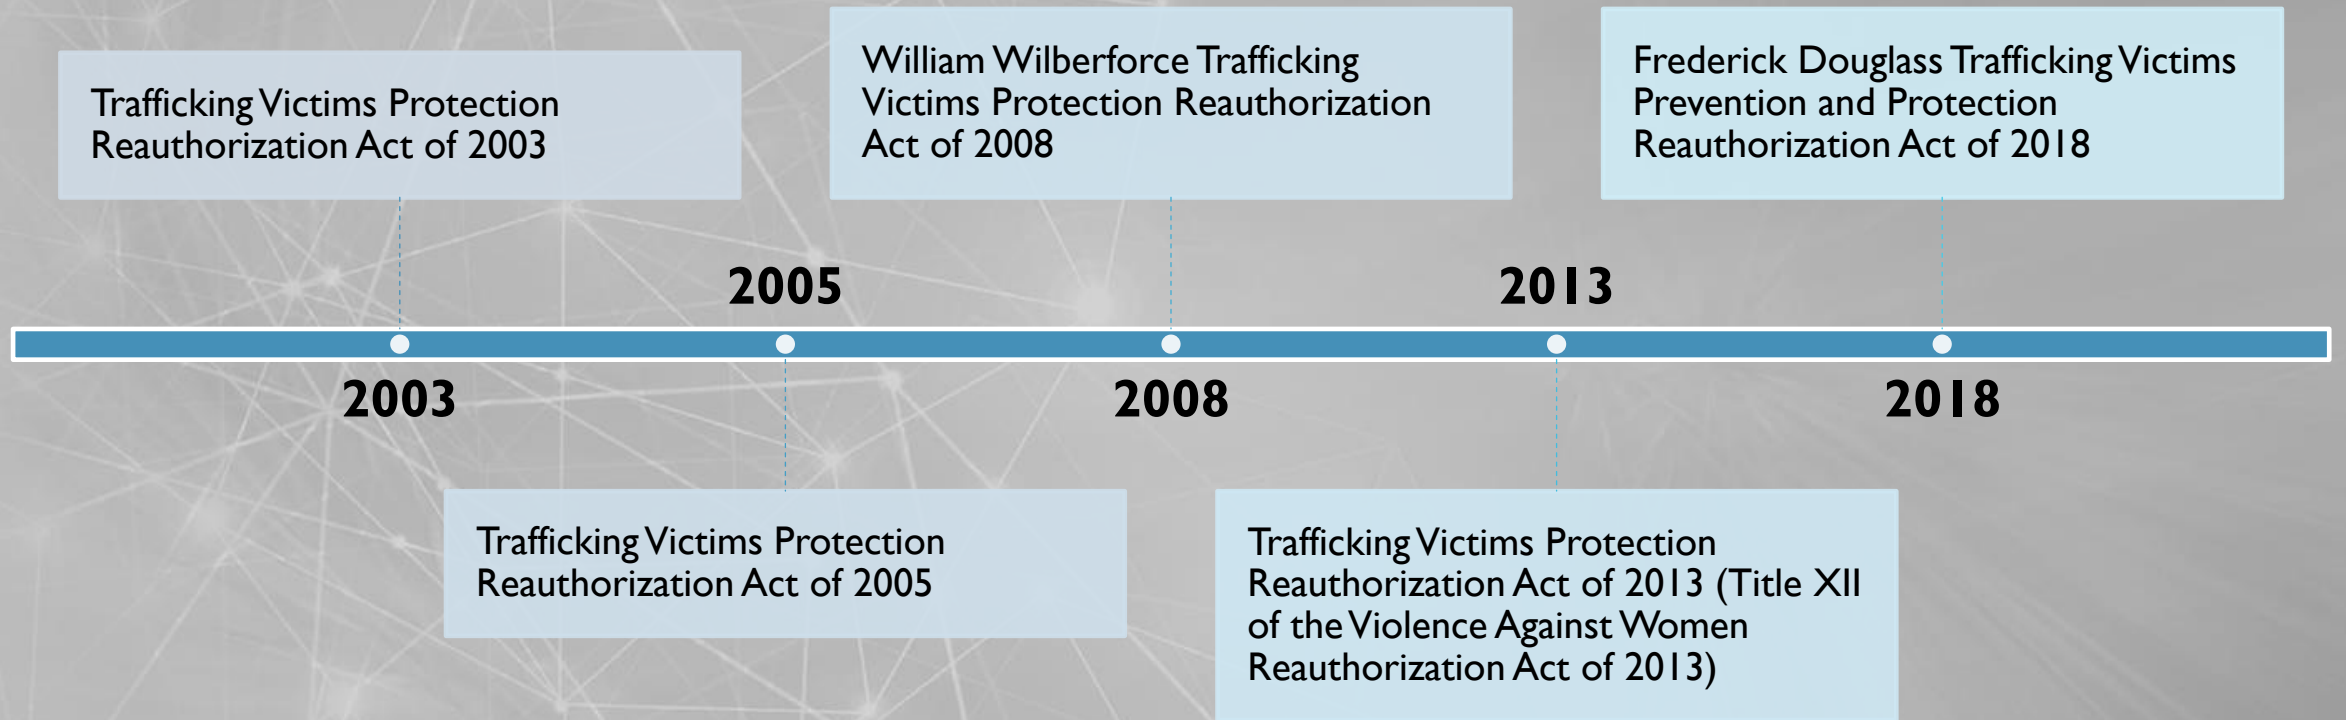 Trafficking Victims Protection
Reauthorization Act of 2003
William Wilberforce Trafficking
Victims Protection Reauthorization
Act of 2008
Frederick Douglass Trafficking Victims
Prevention and Protection
Reauthorization Act of 2018
2005
2013
2003
2008
2018
Trafficking Victims Protection
Reauthorization Act of 2005
Trafficking Victims Protection
Reauthorization Act of 2013 (Title XII
of the Violence Against Women
Reauthorization Act of 2013)